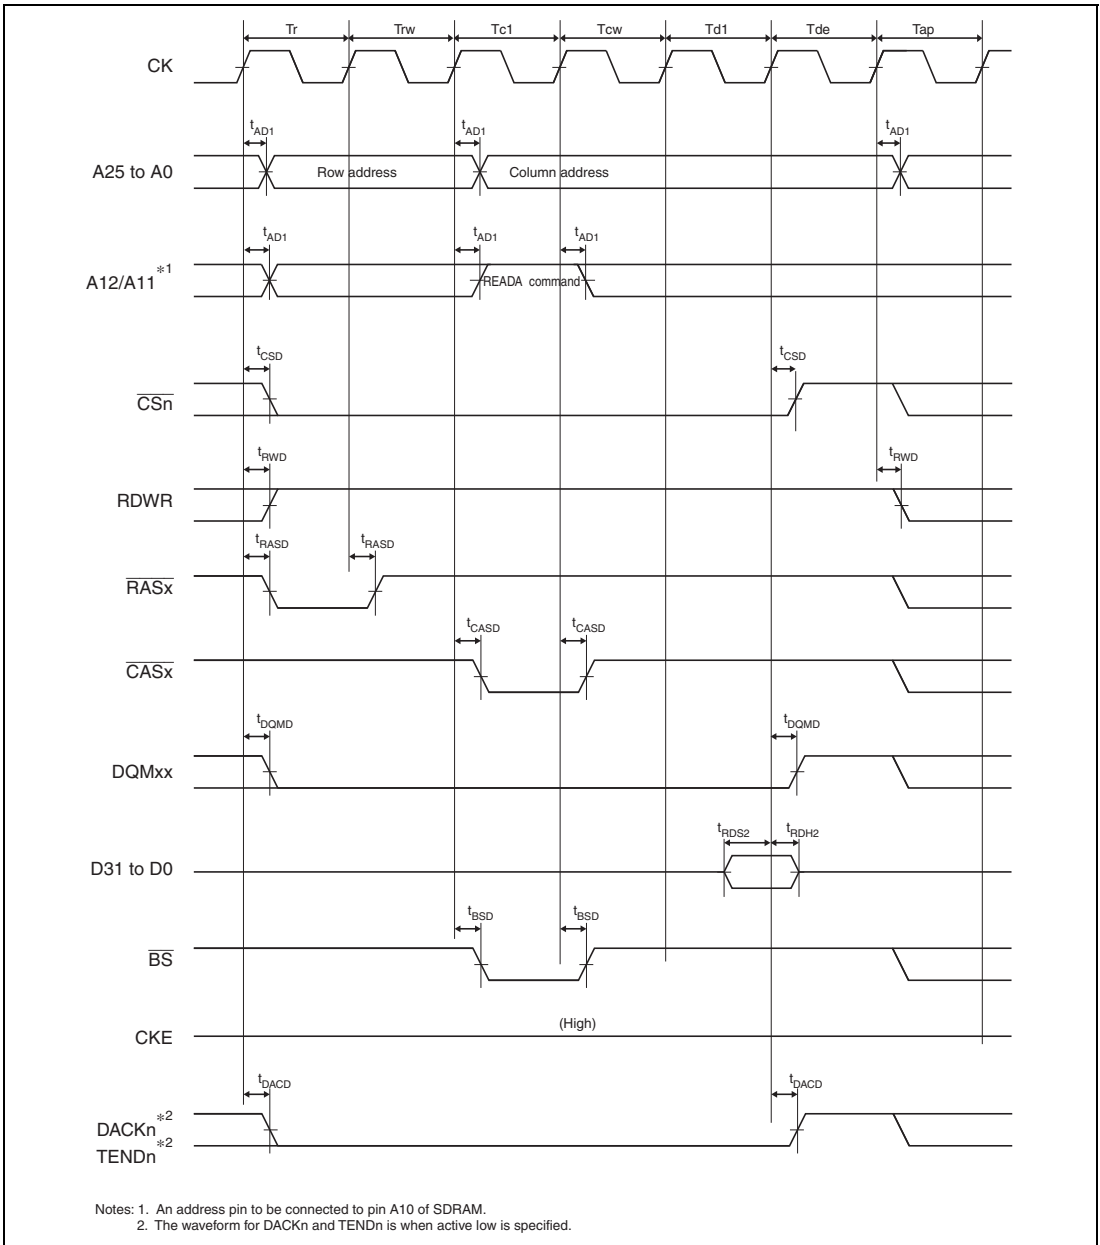 Tr Trw Tc1 Tcw Td1 Tde Tap
CK
tAD1 tAD1 tAD1
A25 to A0 Row address Column address
tAD1 tAD1 tAD1
A12/A11*1 READA command
tCSD tCSD
CSn
tRWD tRWD
RDWR
tRASD tRASD
RASx
tCASD tCASD
CASx
tDQMD tDQMD
DQMxx
tRDS2 tRDH2
D31 to D0
tBSD tBSD
BS
(High)
CKE
tDACD tDACD
DACKn*2
TENDn*2
Notes: 1. An address pin to be connected to pin A10 of SDRAM.
2. The waveform for DACKn and TENDn is when active low is specified.